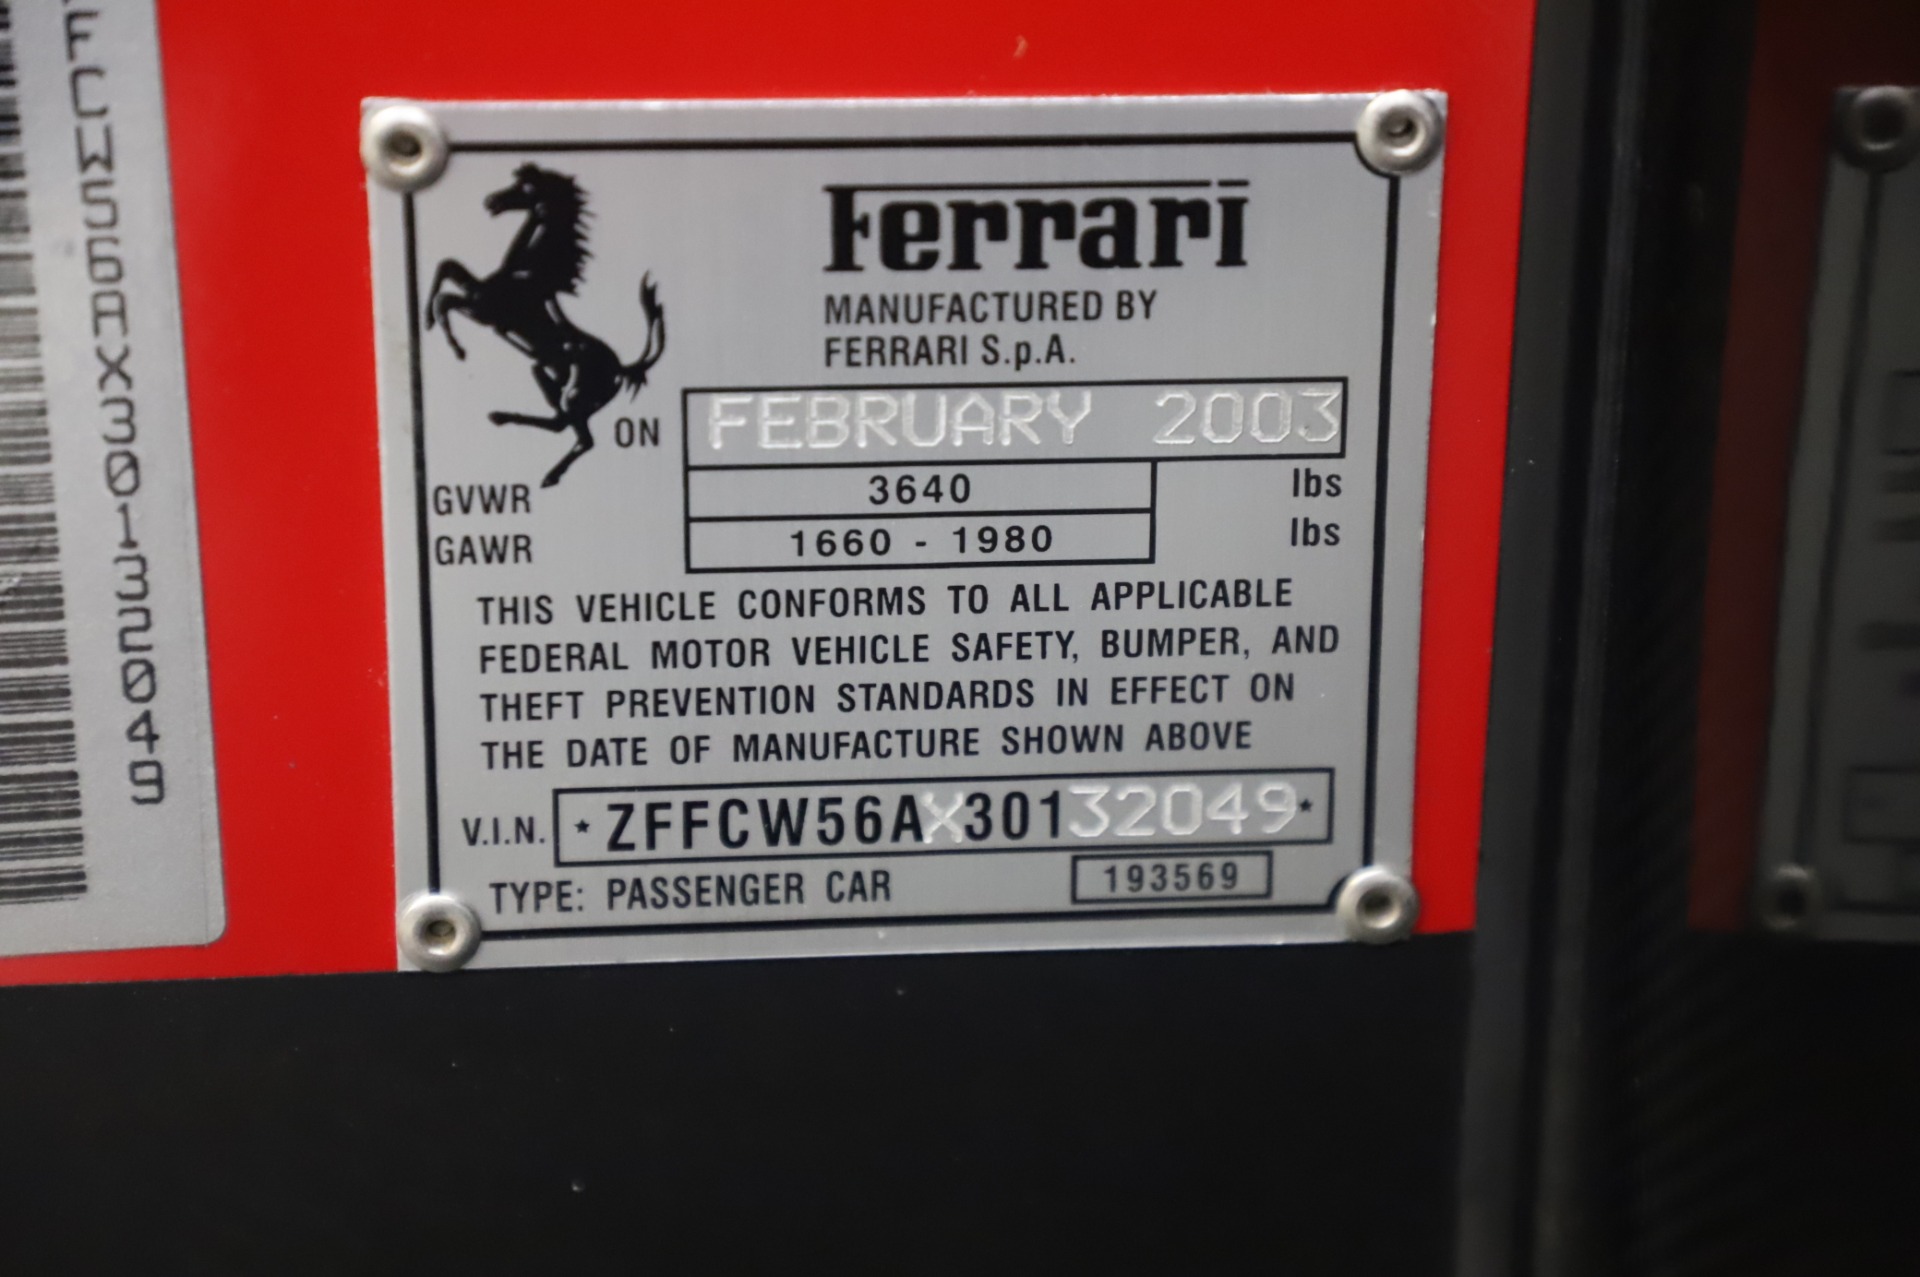 FCW56AX30132049
Ferrari
MANUFACTURED BY
FERRARI S.p.A.
ON FEBRUARY 2003
GVWR 3640 lbs
GAWR 1660 - 1980 lbs
THIS VEHICLE CONFORMS TO ALL APPLICABLE
FEDERAL MOTOR VEHICLE SAFETY, BUMPER, AND
THEFT PREVENTION STANDARDS IN EFFECT ON
THE DATE OF MANUFACTURE SHOWN ABOVE
V.I.N. *ZFFCW56AX30132049*
TYPE: PASSENGER CAR 193569